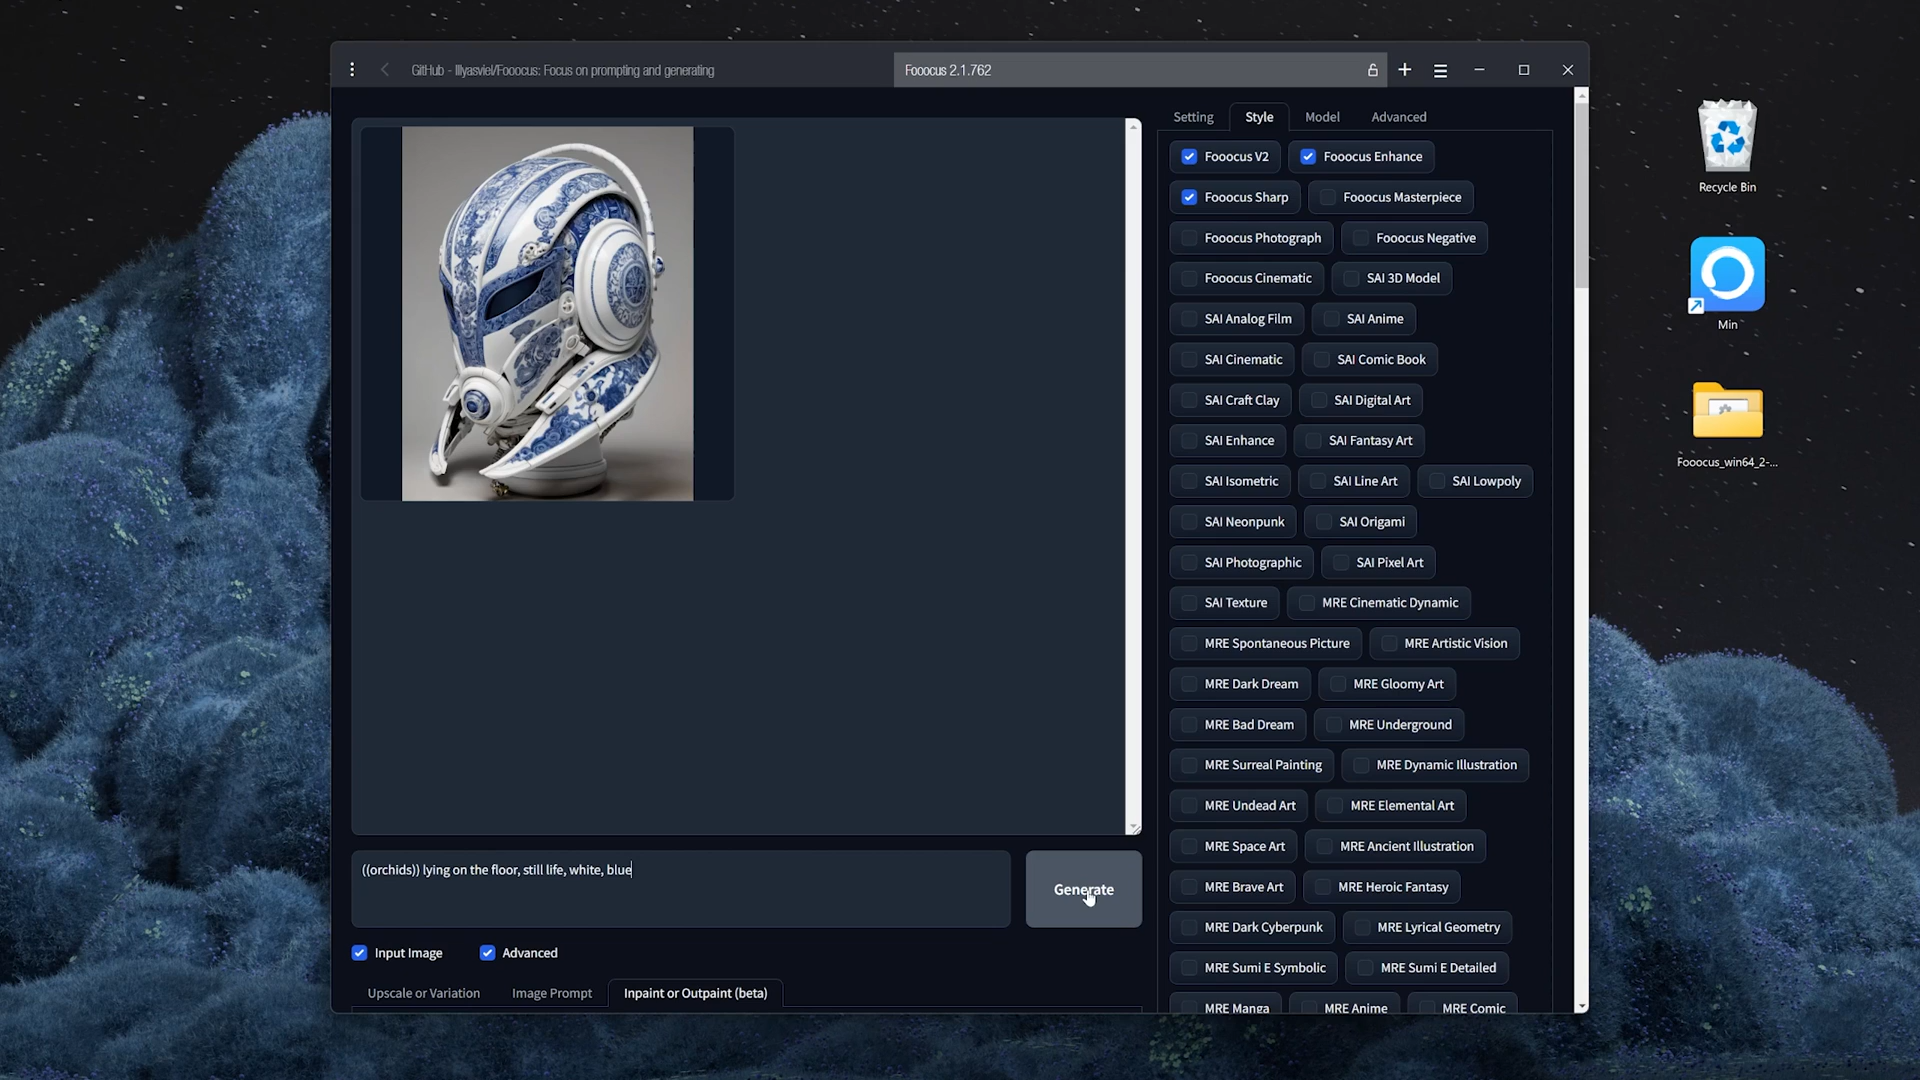 GitHub - lllyasviel/Fooocus: Focus on prompting and generating
Fooocus 2.1.762
Setting Style Model Advanced
Fooocus V2 Fooocus Enhance
Fooocus Sharp Fooocus Masterpiece
Fooocus Photograph Fooocus Negative
Fooocus Cinematic SAI 3D Model
SAI Analog Film SAI Anime
SAI Cinematic SAI Comic Book
SAI Craft Clay SAI Digital Art
SAI Enhance SAI Fantasy Art
SAI Isometric SAI Line Art SAI Lowpoly
SAI Neonpunk SAI Origami
SAI Photographic SAI Pixel Art
SAI Texture MRE Cinematic Dynamic
MRE Spontaneous Picture MRE Artistic Vision
MRE Dark Dream MRE Gloomy Art
MRE Bad Dream MRE Underground
MRE Surreal Painting MRE Dynamic Illustration
MRE Undead Art MRE Elemental Art
MRE Space Art MRE Ancient Illustration
MRE Brave Art MRE Heroic Fantasy
MRE Dark Cyberpunk MRE Lyrical Geometry
MRE Sumi E Symbolic MRE Sumi E Detailed
MRE Manga MRE Anime MRE Comic
((orchids)) lying on the floor, still life, white, blue
Generate
Input Image Advanced
Upscale or Variation Image Prompt Inpaint or Outpaint (beta)
Recycle Bin
Min
Fooocus_win64_2-...